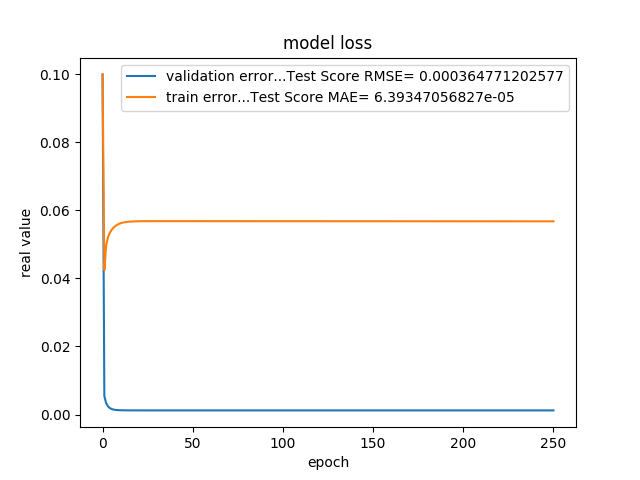 model loss
validation error...Test Score RMSE= 0.000364771202577
train error...Test Score MAE= 6.39347056827e-05
0.10
0.08
0.06
0.04
0.02
0.00
real value
0 50 100 150 200 250
epoch